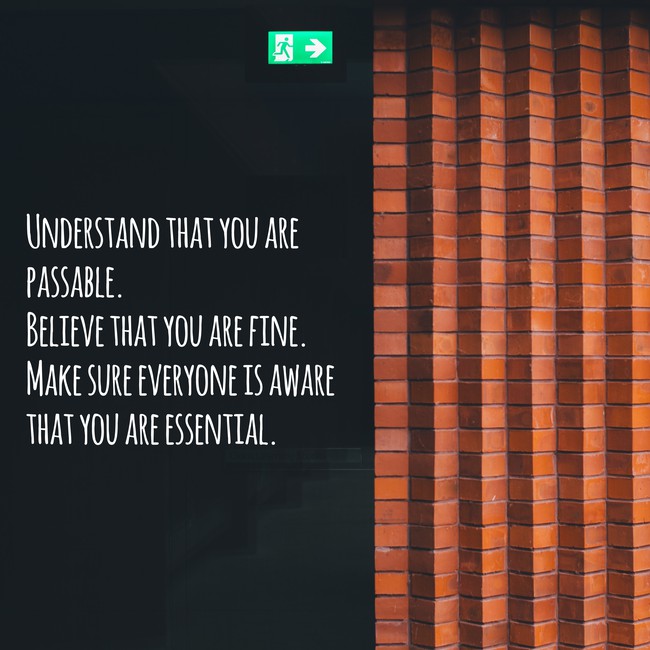 Understand that you are
passable.
Believe that you are fine.
Make sure everyone is aware
that you are essential.